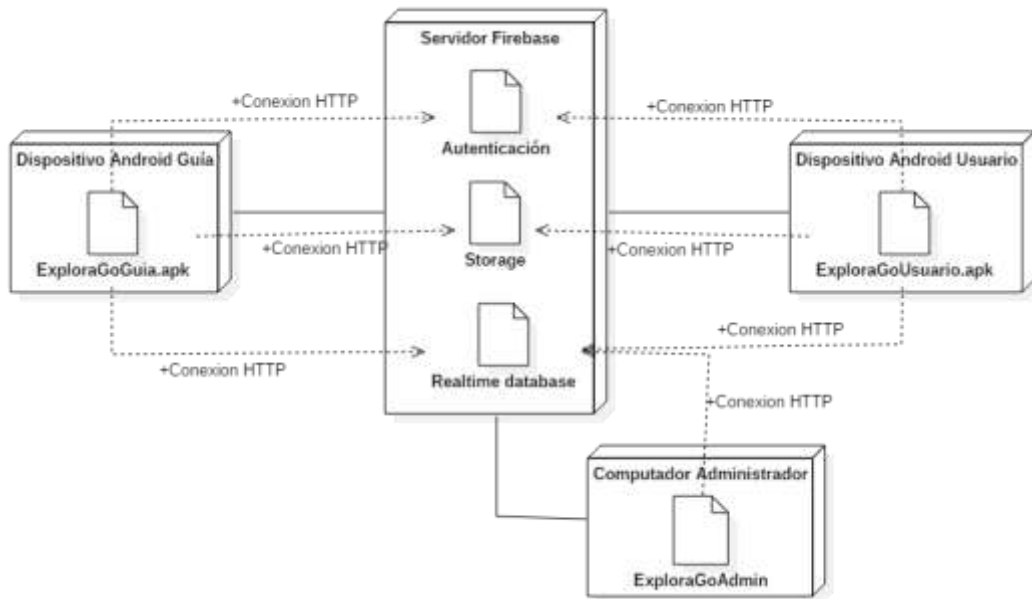 Servidor Firebase
+Conexion HTTP
+Conexion HTTP
Autenticación
Dispositivo Android Guía
Dispositivo Android Usuario
+Conexion HTTP
+Conexion HTTP
Storage
ExploraGoGuia.apk
ExploraGoUsuario.apk
+Conexion HTTP
+Conexion HTTP
Realtime database
+Conexion HTTP
Computador Administrador
ExploraGoAdmin